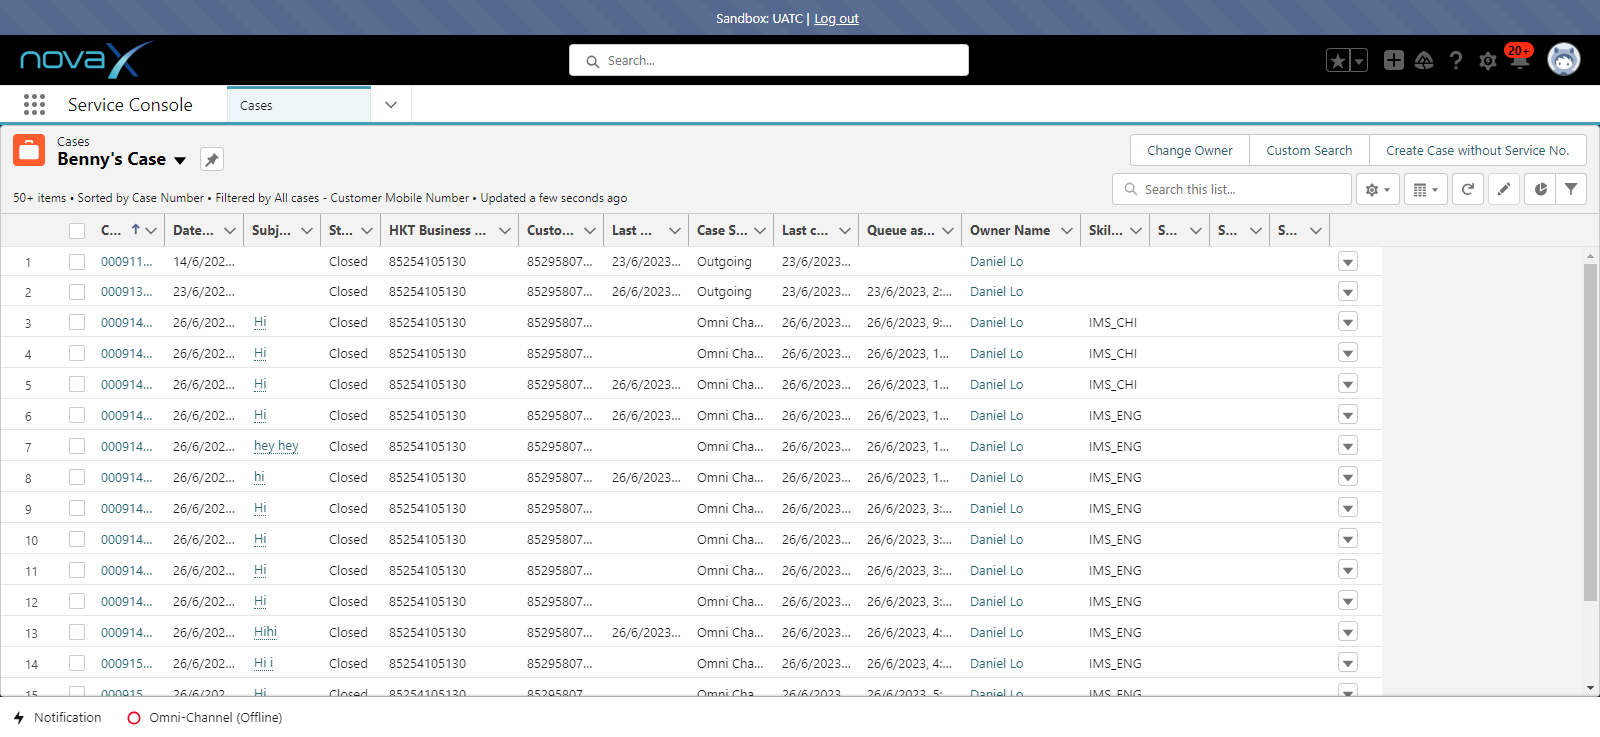 Sandbox: UATC | Log out
novaX
Search...
20+
Service Console
Cases
Cases
Benny's Case
Change Owner
Custom Search
Create Case without Service No.
50+ items • Sorted by Case Number • Filtered by All cases - Customer Mobile Number • Updated a few seconds ago
Search this list...
C... Date... Subj... St... HKT Business ... Custo... Last ... Case S... Last c... Queue as... Owner Name Skil... S... S... S...
1 000911... 14/6/202... Closed 85254105130 85295807... 23/6/2023... Outgoing 23/6/2023... Daniel Lo
2 000913... 23/6/202... Closed 85254105130 85295807... 26/6/2023... Outgoing 23/6/2023... 23/6/2023, 2:... Daniel Lo
3 000914... 26/6/202... Hi Closed 85254105130 85295807... Omni Cha... 26/6/2023... 26/6/2023, 9:... Daniel Lo IMS_CHI
4 000914... 26/6/202... Hi Closed 85254105130 85295807... Omni Cha... 26/6/2023... 26/6/2023, 1... Daniel Lo IMS_CHI
5 000914... 26/6/202... Hi Closed 85254105130 85295807... 26/6/2023... Omni Cha... 26/6/2023... 26/6/2023, 1... Daniel Lo IMS_CHI
6 000914... 26/6/202... Hi Closed 85254105130 85295807... 26/6/2023... Omni Cha... 26/6/2023... 26/6/2023, 1... Daniel Lo IMS_ENG
7 000914... 26/6/202... hey hey Closed 85254105130 85295807... Omni Cha... 26/6/2023... 26/6/2023, 1... Daniel Lo IMS_ENG
8 000914... 26/6/202... hi Closed 85254105130 85295807... 26/6/2023... Omni Cha... 26/6/2023... 26/6/2023, 1... Daniel Lo IMS_ENG
9 000914... 26/6/202... Hi Closed 85254105130 85295807... Omni Cha... 26/6/2023... 26/6/2023, 3:... Daniel Lo IMS_ENG
10 000914... 26/6/202... Hi Closed 85254105130 85295807... Omni Cha... 26/6/2023... 26/6/2023, 3:... Daniel Lo IMS_ENG
11 000914... 26/6/202... Hi Closed 85254105130 85295807... Omni Cha... 26/6/2023... 26/6/2023, 3:... Daniel Lo IMS_ENG
12 000914... 26/6/202... Hi Closed 85254105130 85295807... Omni Cha... 26/6/2023... 26/6/2023, 3:... Daniel Lo IMS_ENG
13 000914... 26/6/202... Hihi Closed 85254105130 85295807... 26/6/2023... Omni Cha... 26/6/2023... 26/6/2023, 4:... Daniel Lo IMS_ENG
14 000915... 26/6/202... Hi i Closed 85254105130 85295807... Omni Cha... 26/6/2023... 26/6/2023, 4:... Daniel Lo IMS_ENG
15 000915... 26/6/202... Hi Closed 85254105130 85295807... Omni Cha... 26/6/2023... 26/6/2023, 5:... Daniel Lo IMS_ENG
Notification
Omni-Channel (Offline)